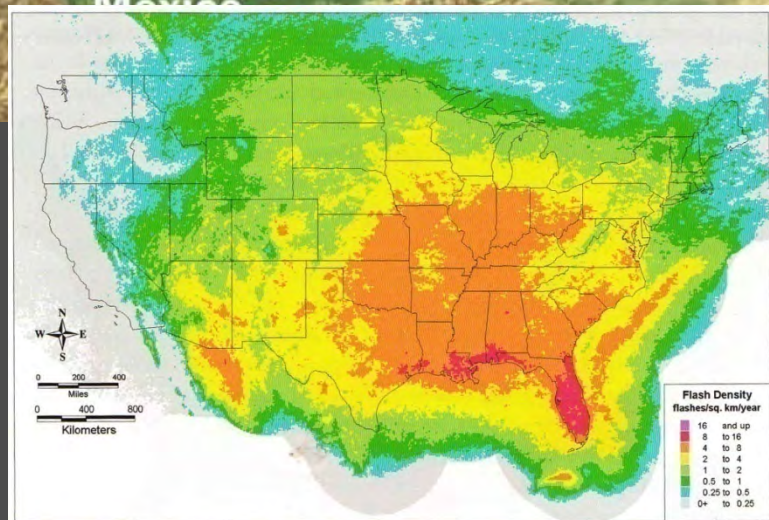 Mexico
N
W E
S
0 200 400
Miles
0 400 800
Kilometers
Flash Density
flashes/sq. km/year
16 and up
8 to 16
4 to 8
2 to 4
1 to 2
0.5 to 1
0.25 to 0.5
0+ to 0.25